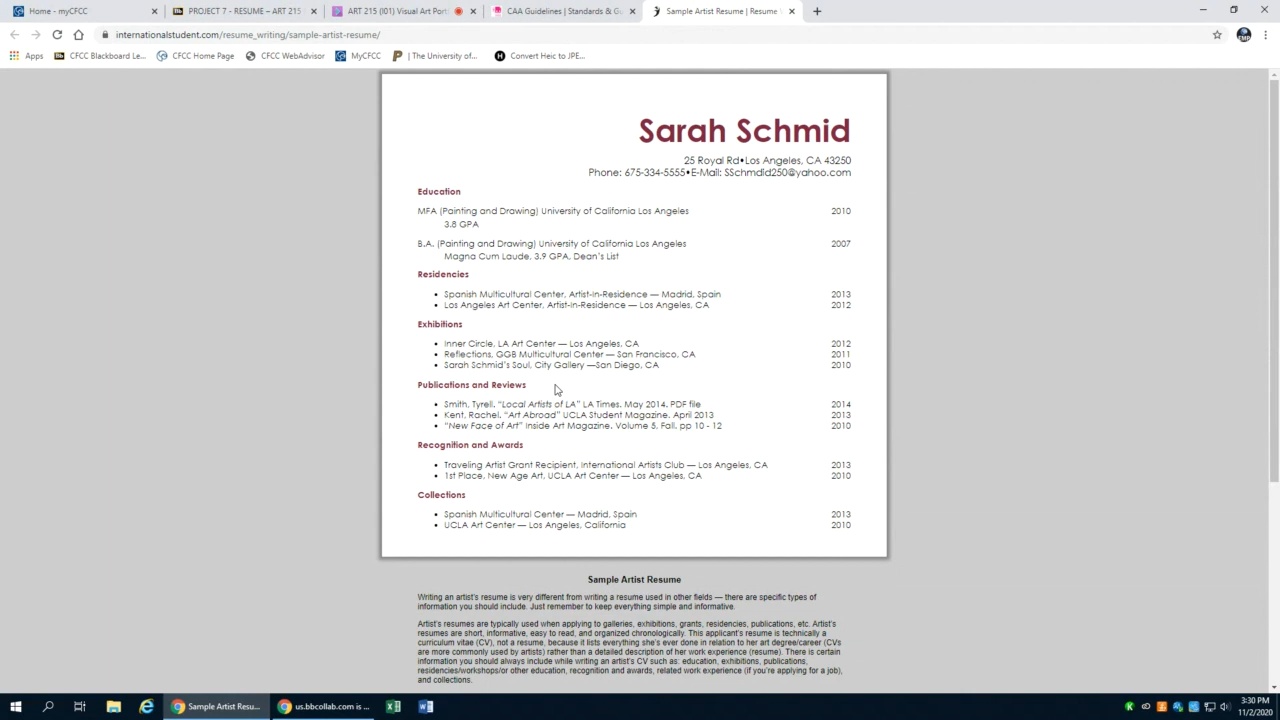 Home - myCFCC
PROJECT 7 - RESUME – ART 215
ART 215 (I01) Visual Art Port
CAA Guidelines | Standards & Gu
Sample Artist Resume | Resume
internationalstudent.com/resume_writing/sample-artist-resume/
Apps
CFCC Blackboard Le...
CFCC Home Page
CFCC WebAdvisor
MyCFCC
| The University of...
Convert Heic to JPE...
Sarah Schmid
25 Royal Rd•Los Angeles, CA 43250
Phone: 675-334-5555•E-Mail: SSchmdid250@yahoo.com
Education
MFA (Painting and Drawing) University of California Los Angeles 2010
3.8 GPA
B.A. (Painting and Drawing) University of California Los Angeles 2007
Magna Cum Laude, 3.9 GPA, Dean's List
Residencies
• Spanish Multicultural Center, Artist-In-Residence — Madrid, Spain 2013
• Los Angeles Art Center, Artist-In-Residence — Los Angeles, CA 2012
Exhibitions
• Inner Circle, LA Art Center — Los Angeles, CA 2012
• Reflections, GGB Multicultural Center — San Francisco, CA 2011
• Sarah Schmid's Soul, City Gallery —San Diego, CA 2010
Publications and Reviews
• Smith, Tyrell. “Local Artists of LA” LA Times. May 2014. PDF file 2014
• Kent, Rachel. “Art Abroad” UCLA Student Magazine. April 2013 2013
• “New Face of Art” Inside Art Magazine. Volume 5, Fall. pp 10 - 12 2010
Recognition and Awards
• Traveling Artist Grant Recipient, International Artists Club — Los Angeles, CA 2013
• 1st Place, New Age Art, UCLA Art Center — Los Angeles, CA 2010
Collections
• Spanish Multicultural Center — Madrid, Spain 2013
• UCLA Art Center — Los Angeles, California 2010
Sample Artist Resume
Writing an artist's resume is very different from writing a resume used in other fields — there are specific types of
information you should include. Just remember to keep everything simple and informative.
Artist's resumes are typically used when applying to galleries, exhibitions, grants, residencies, publications, etc. Artist's
resumes are short, informative, easy to read, and organized chronologically. This applicant's resume is technically a
curriculum vitae (CV), not a resume, because it lists everything she's ever done in relation to her art degree/career (CVs
are more commonly used by artists) rather than a detailed description of her work experience (resume). There is certain
information you should always include while writing an artist's CV such as: education, exhibitions, publications,
residencies/workshops/or other education, recognition and awards, related work experience (if you're applying for a job),
and collections.
Sample Artist Resu...
us.bbcollab.com is ...
3:30 PM
11/2/2020